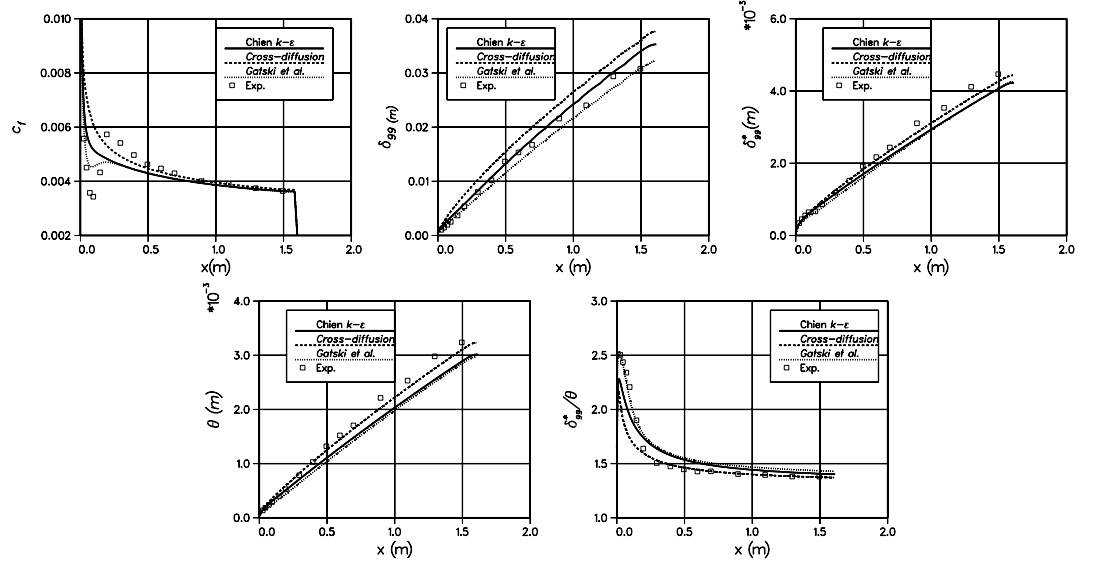 0.010
0.008
0.006
0.004
0.002
c_f
0.0 0.5 1.0 1.5 2.0
x(m)
Chien k-ε
Cross-diffusion
Gatski et al.
Exp.
0.04
0.03
0.02
0.01
0.00
δ_99 (m)
0.0 0.5 1.0 1.5 2.0
x (m)
Chien k-ε
Cross-diffusion
Gatski et al.
Exp.
*10^-3
6.0
4.0
2.0
0.0
δ*_99 (m)
0.0 0.5 1.0 1.5 2.0
x (m)
Chien k-ε
Cross-diffusion
Gatski et al.
Exp.
*10^-3
4.0
3.0
2.0
1.0
0.0
θ (m)
0.0 0.5 1.0 1.5 2.0
x (m)
Chien k-ε
Cross-diffusion
Gatski et al.
Exp.
3.0
2.5
2.0
1.5
1.0
δ*_99/θ
0.0 0.5 1.0 1.5 2.0
x (m)
Chien k-ε
Cross-diffusion
Gatski et al.
Exp.